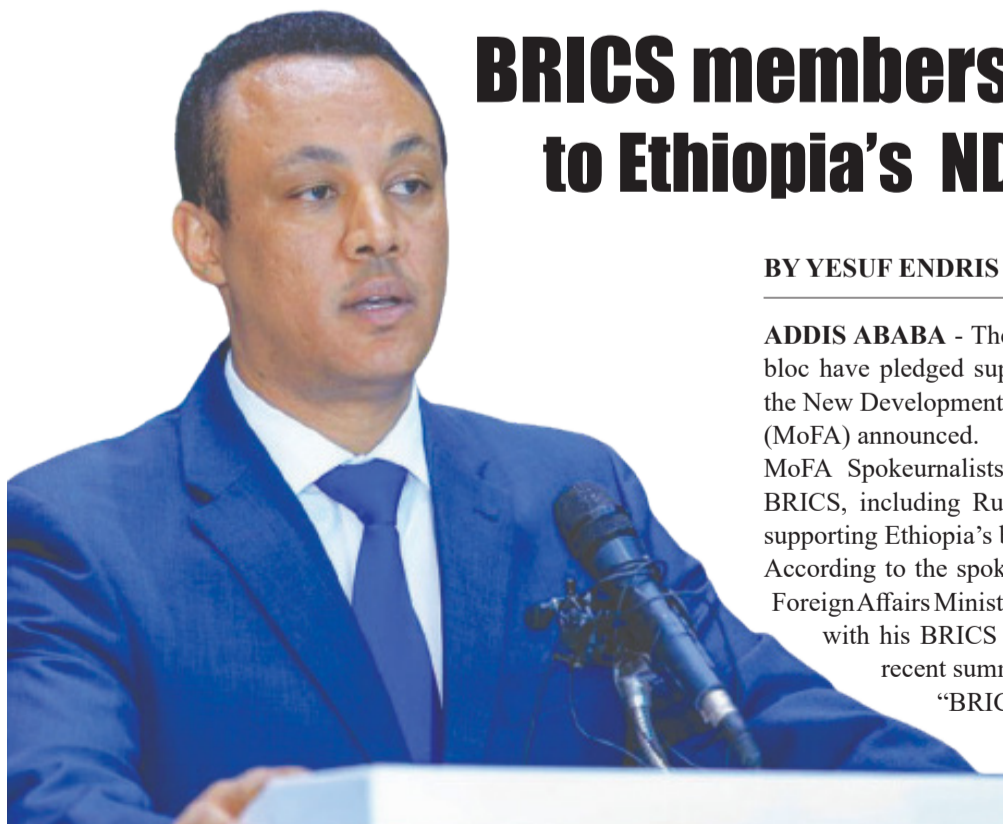 BRICS members
to Ethiopia’s ND
BY YESUF ENDRIS
ADDIS ABABA - The
bloc have pledged sup
the New Development
(MoFA) announced.
MoFA Spokeurnalists
BRICS, including Ru
supporting Ethiopia’s b
According to the spok
Foreign Affairs Minist
with his BRICS
recent summ
“BRIC